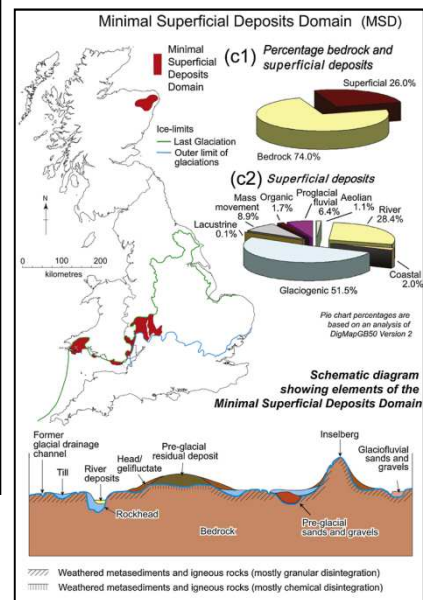 Minimal Superficial Deposits Domain (MSD)
Minimal
Superficial
Deposits
Domain
Ice-limits
Last Glaciation
Outer limit of
glaciations
N
0 100 200
kilometres
(c1) Percentage bedrock and
superficial deposits
Superficial 26.0%
Bedrock 74.0%
(c2) Superficial deposits
Mass
movement
8.9%
Organic
1.7%
Proglacial
fluvial
6.4%
Aeolian
1.1%
River
28.4%
Lacustrine
0.1%
Coastal
2.0%
Glaciogenic 51.5%
Pie chart percentages are
based on an analysis of
DigMapGB50 Version 2
Schematic diagram
showing elements of the
Minimal Superficial Deposits Domain
Former
glacial drainage
channel
Till
River
deposits
Rockhead
Head/
gelifluctate
Pre-glacial
residual deposit
Inselberg
Glaciofluvial
sands and
gravels
Bedrock
Pre-glacial
sands and gravels
Weathered metasediments and igneous rocks (mostly granular disintegration)
Weathered metasediments and igneous rocks (mostly chemical disintegration)